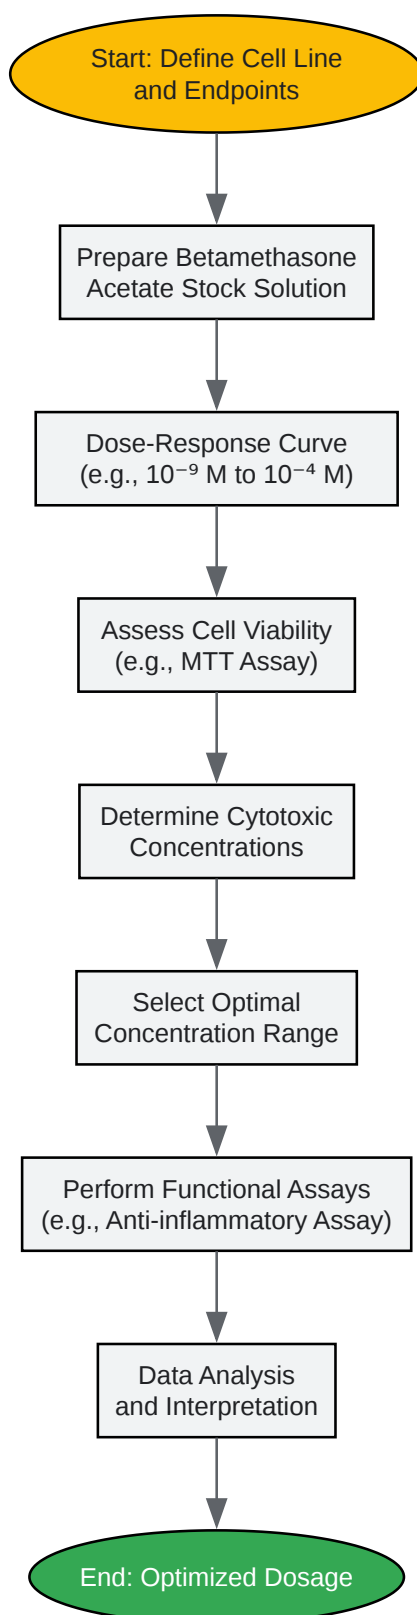 Start: Define Cell Line
and Endpoints
Prepare Betamethasone
Acetate Stock Solution
Dose-Response Curve
(e.g., 10⁻⁹ M to 10⁻⁴ M)
Assess Cell Viability
(e.g., MTT Assay)
Determine Cytotoxic
Concentrations
Select Optimal
Concentration Range
Perform Functional Assays
(e.g., Anti-inflammatory Assay)
Data Analysis
and Interpretation
End: Optimized Dosage